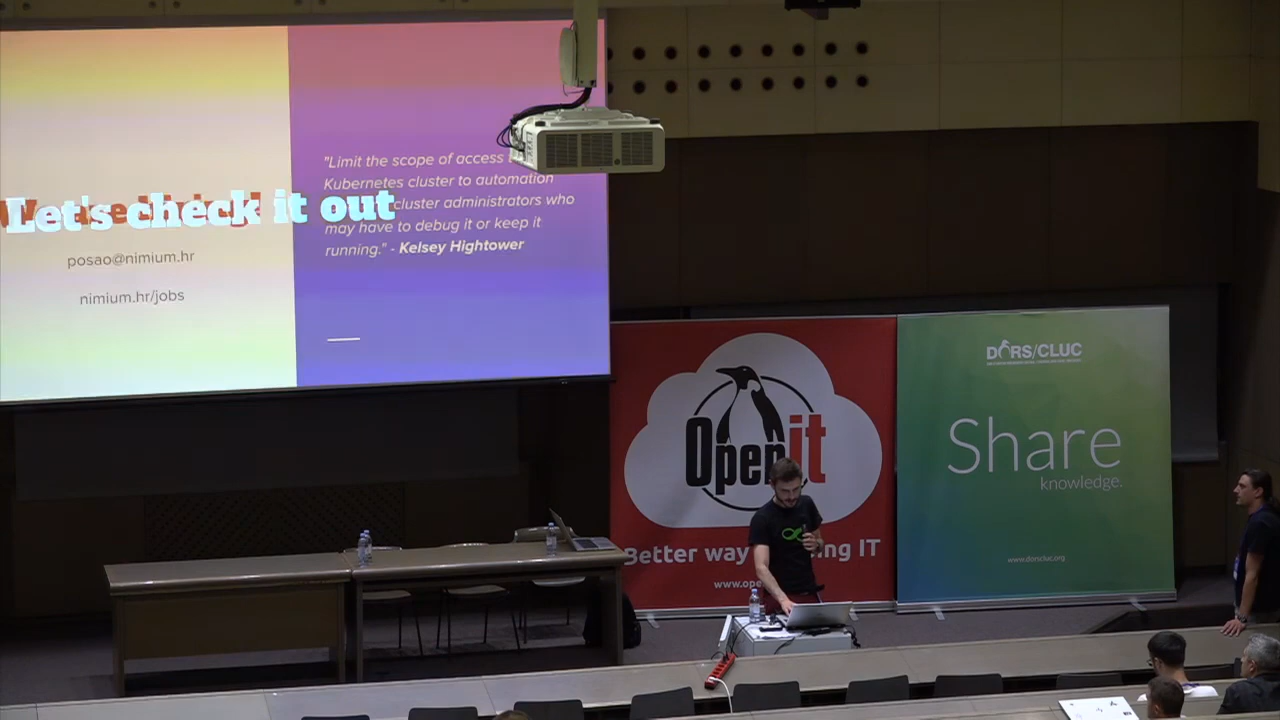 "Limit the scope of access
Kubernetes cluster to automation
cluster administrators who
may have to debug it or keep it
running." - Kelsey Hightower
Let's check it out
posao@nimium.hr
nimium.hr/jobs
Openit
Better way
ing IT
www.ope
DORS/CLUC
Share
knowledge.
www.dorscluc.org